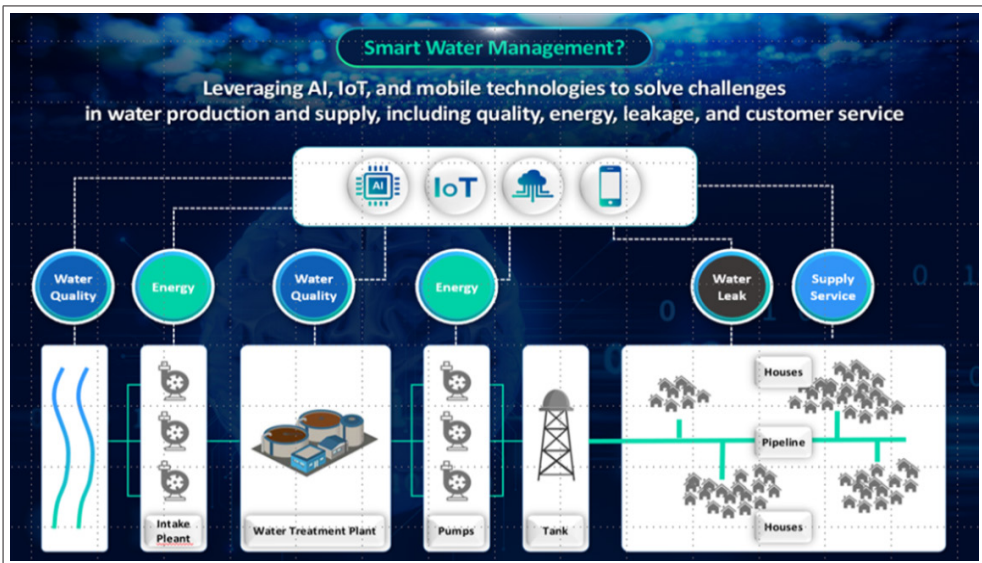 Smart Water Management?
Leveraging AI, IoT, and mobile technologies to solve challenges
in water production and supply, including quality, energy, leakage, and customer service
AI
IoT
Water
Quality
Energy
Water
Quality
Energy
Water
Leak
Supply
Service
Houses
Pipeline
Houses
Intake
Pleant
Water Treatment Plant
Pumps
Tank